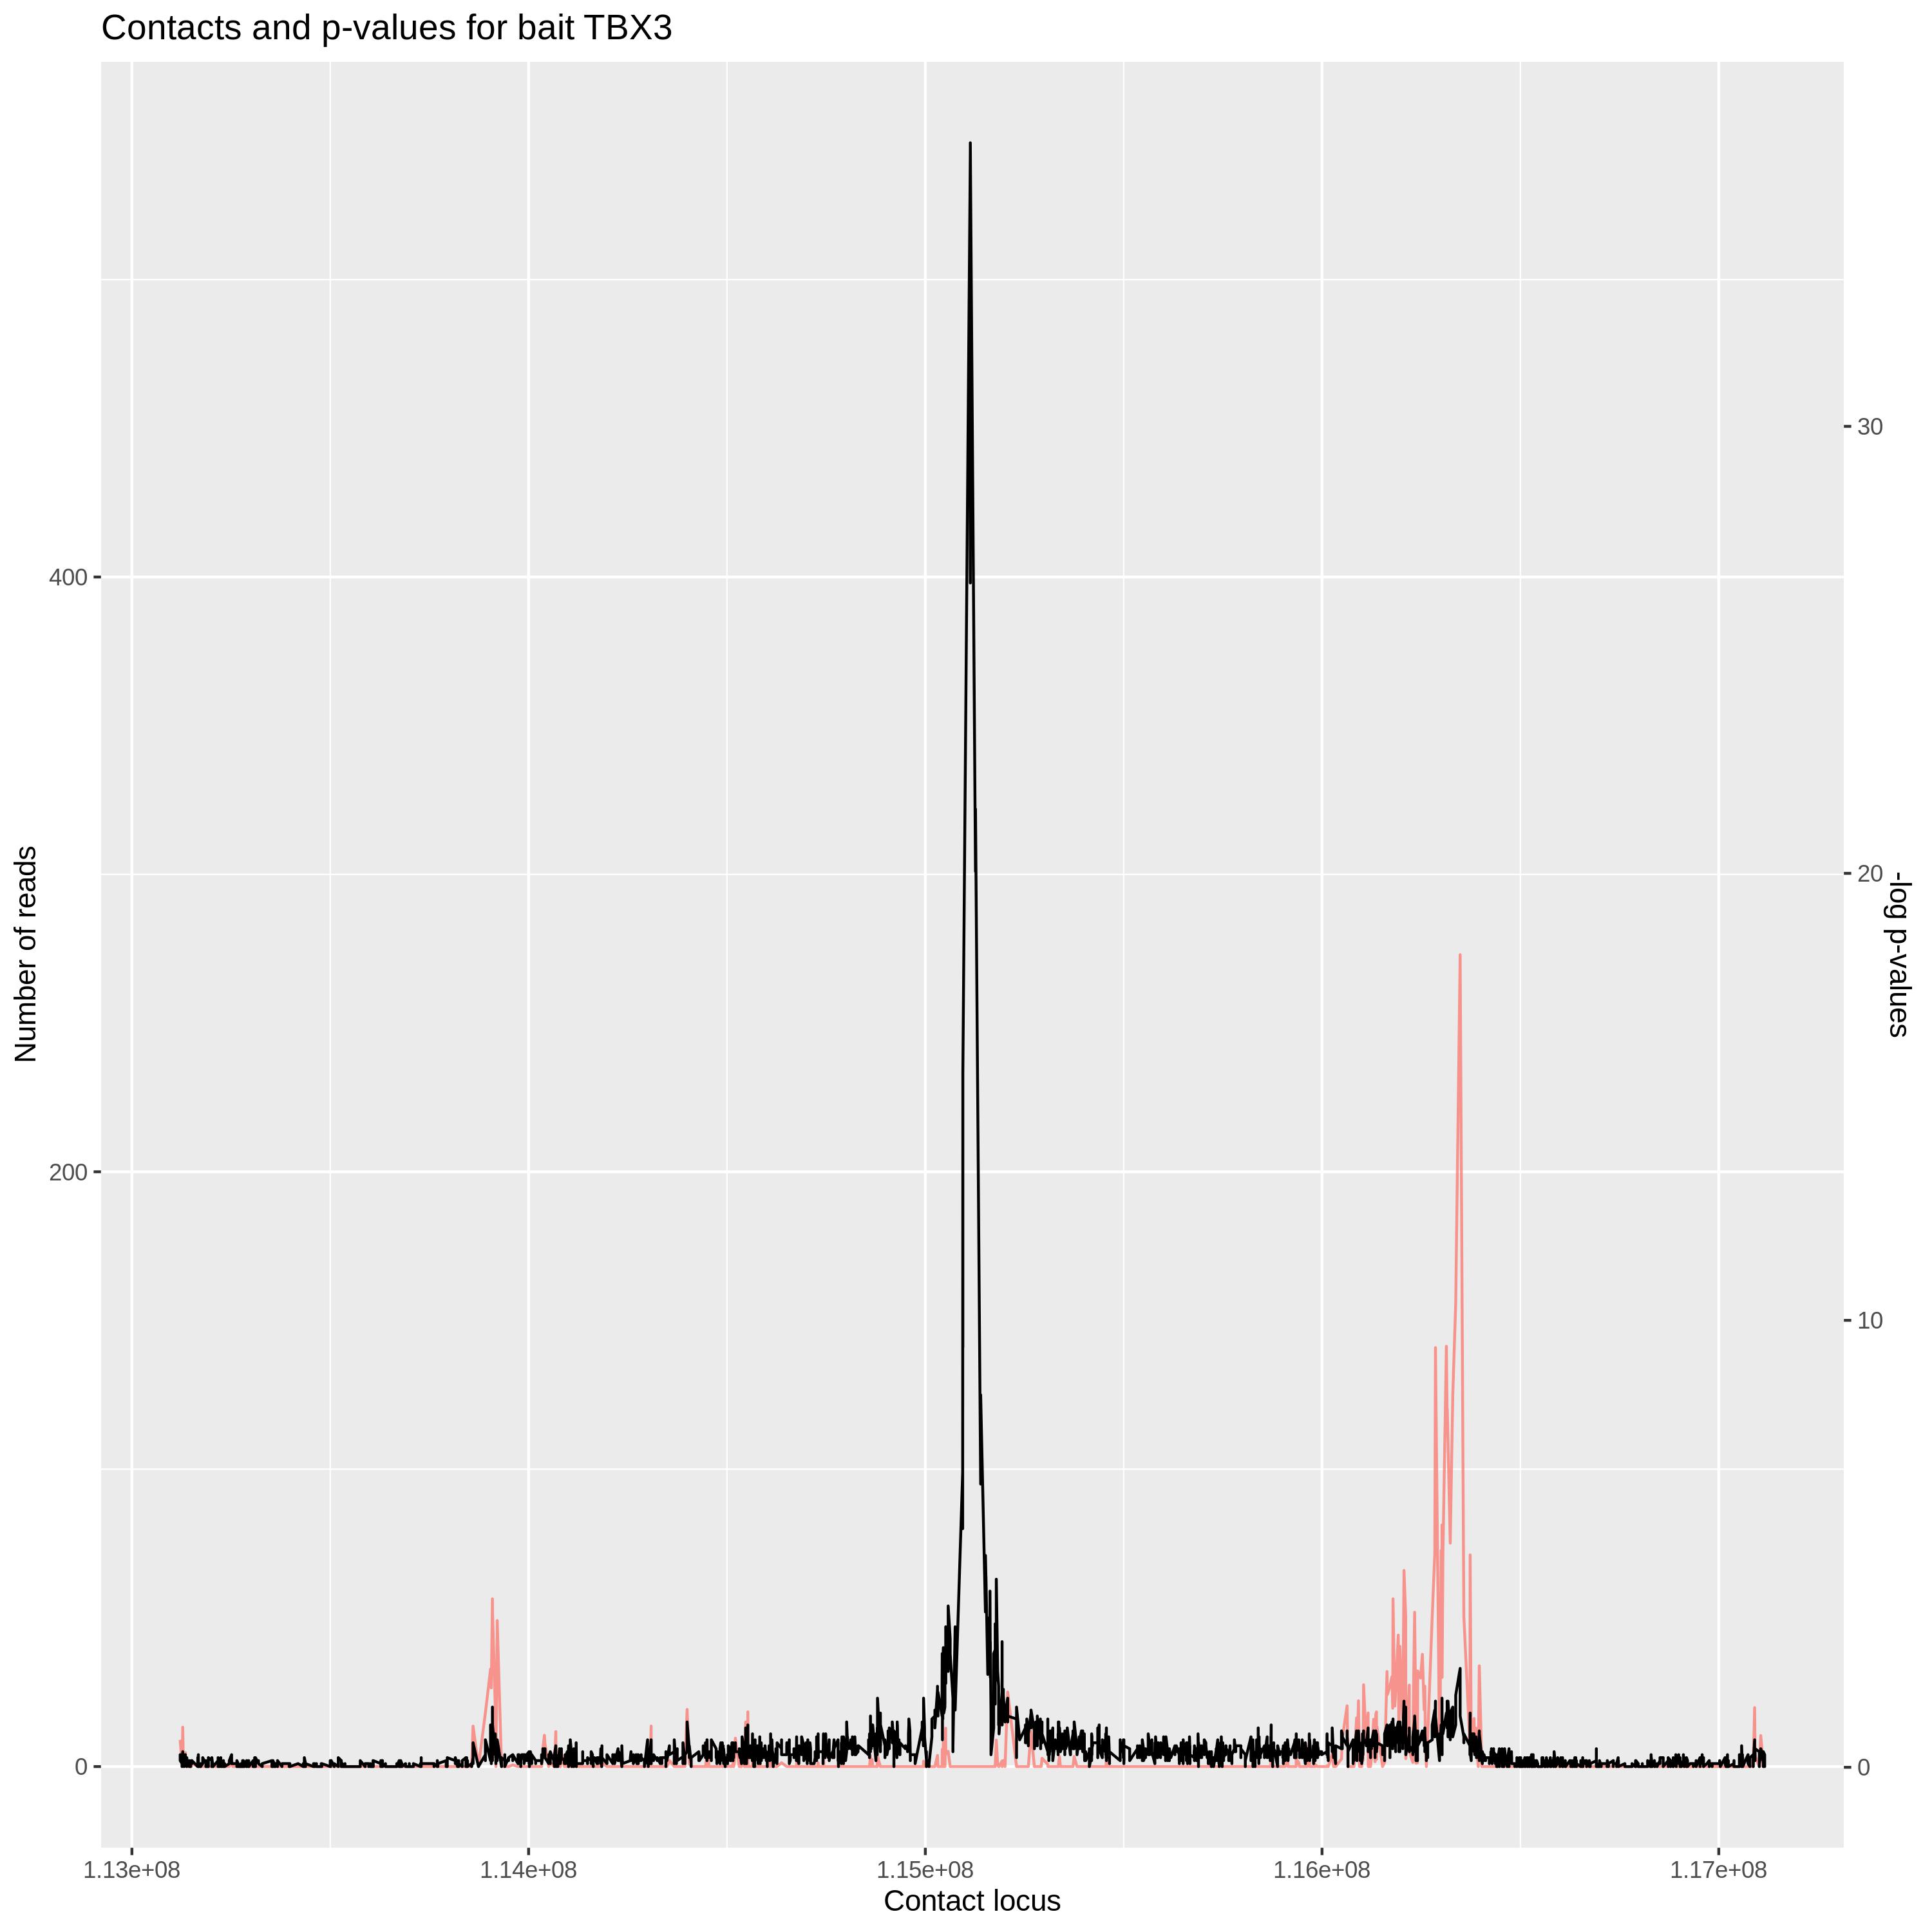 Contacts and p-values for bait TBX3
Number of reads
400
200
0
30
20
10
0
-log p-values
1.13e+08 1.14e+08 1.15e+08 1.16e+08 1.17e+08
Contact locus